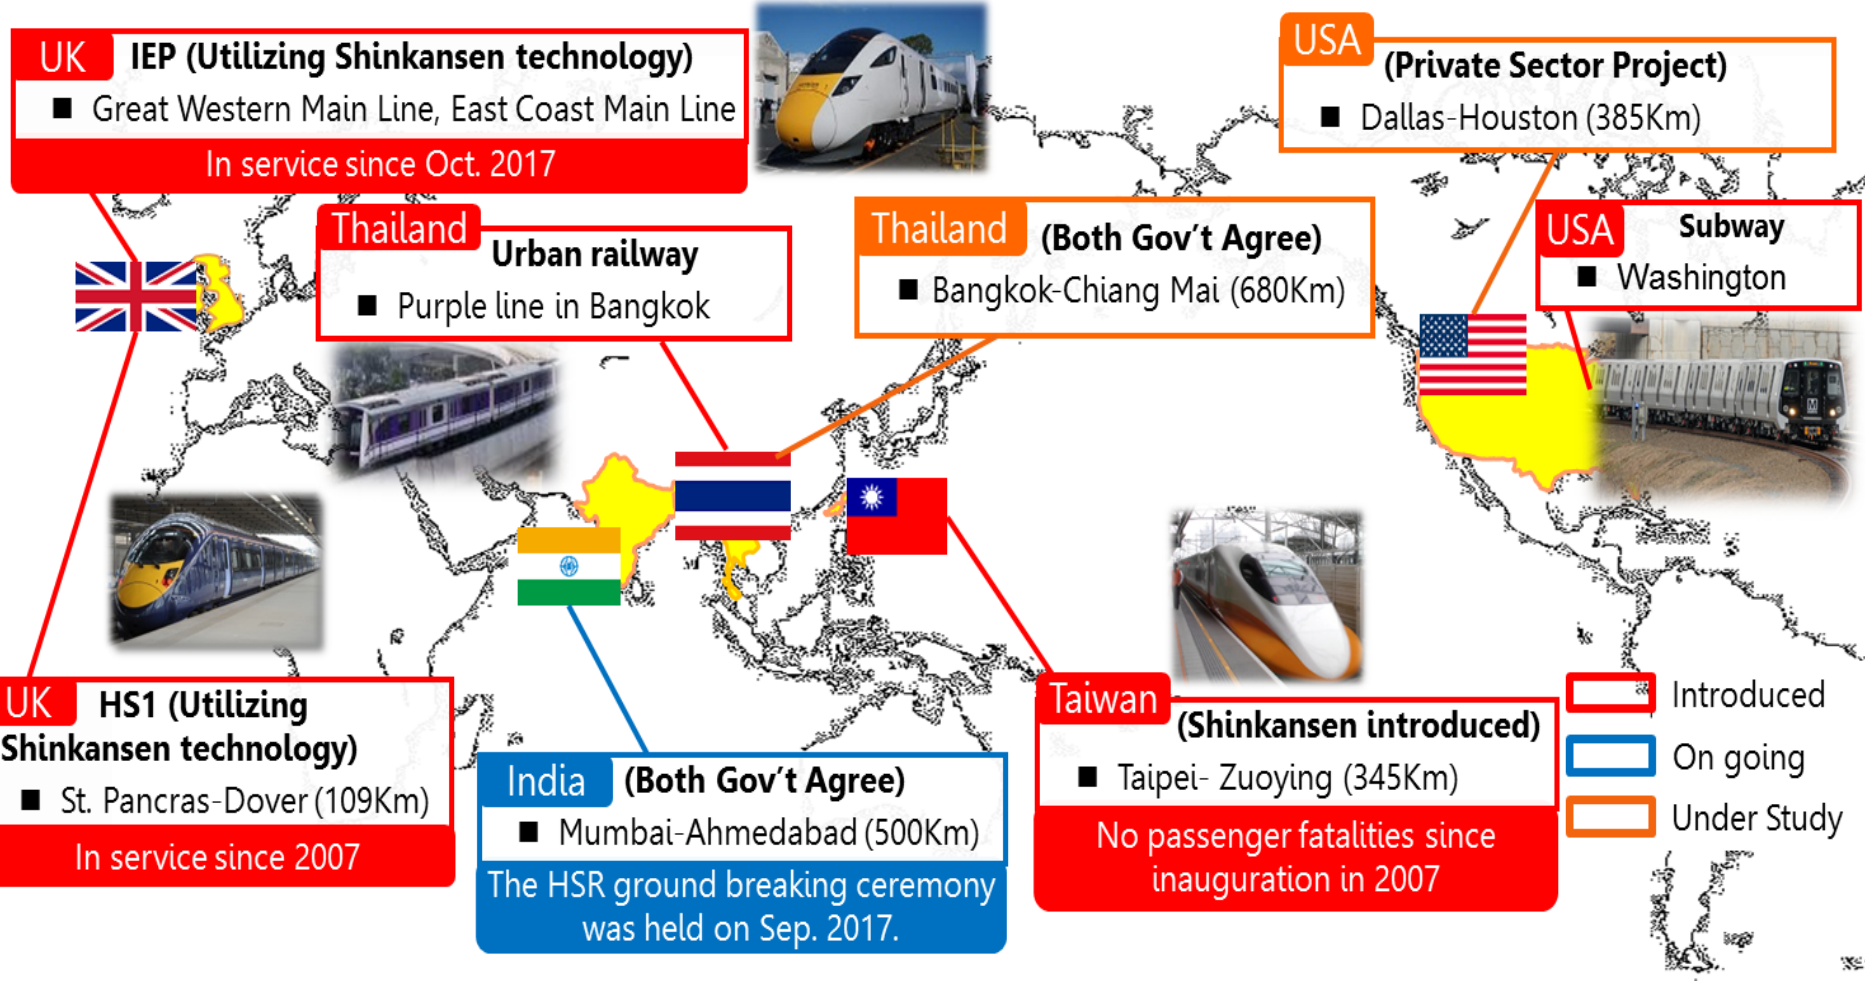 UK
IEP (Utilizing Shinkansen technology)
■ Great Western Main Line, East Coast Main Line
In service since Oct. 2017
USA
(Private Sector Project)
■ Dallas-Houston (385Km)
Thailand
Urban railway
■ Purple line in Bangkok
Thailand
(Both Gov't Agree)
■ Bangkok-Chiang Mai (680Km)
USA
Subway
■ Washington
UK
HS1 (Utilizing
Shinkansen technology)
■ St. Pancras-Dover (109Km)
In service since 2007
India
(Both Gov't Agree)
■ Mumbai-Ahmedabad (500Km)
The HSR ground breaking ceremony
was held on Sep. 2017.
Taiwan
(Shinkansen introduced)
■ Taipei- Zuoying (345Km)
No passenger fatalities since
inauguration in 2007
Introduced
On going
Under Study